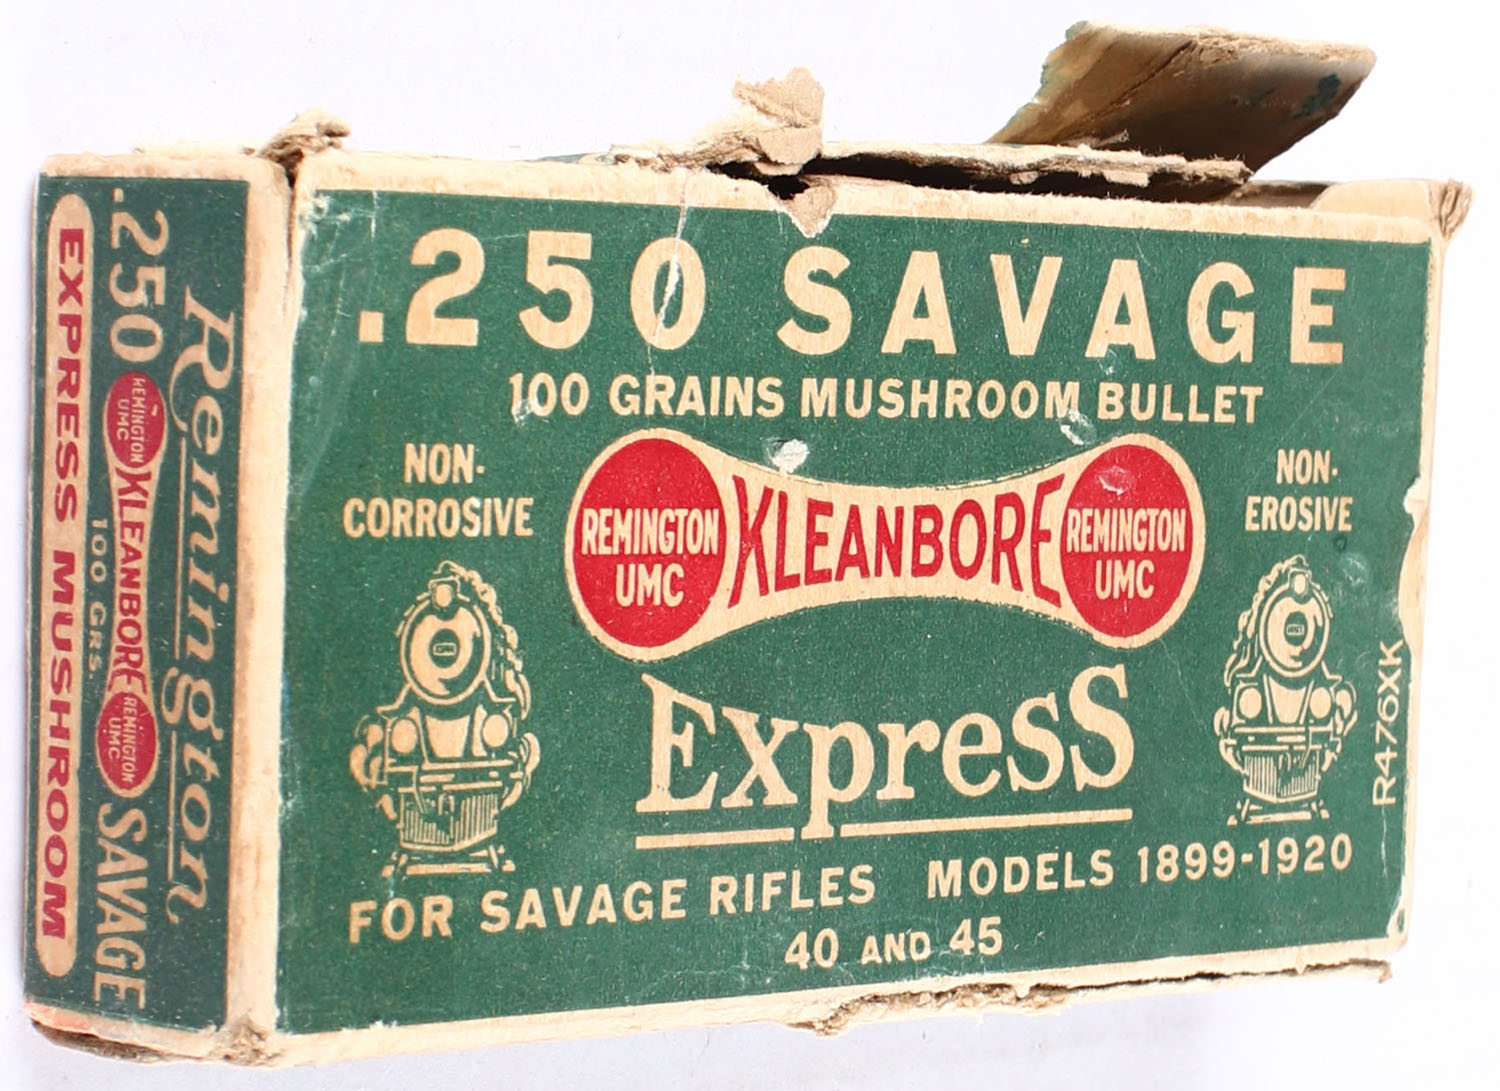 .250 SAVAGE
100 GRAINS MUSHROOM BULLET
NON-
CORROSIVE
NON-
EROSIVE
REMINGTON
UMC
KLEANBORE
REMINGTON
UMC
Express
FOR SAVAGE RIFLES MODELS 1899-1920
40 AND 45
R476XK
Remington
.250
REMINGTON
UMC
KLEANBORE
REMINGTON
UMC
SAVAGE
100 GRS.
EXPRESS MUSHROOM